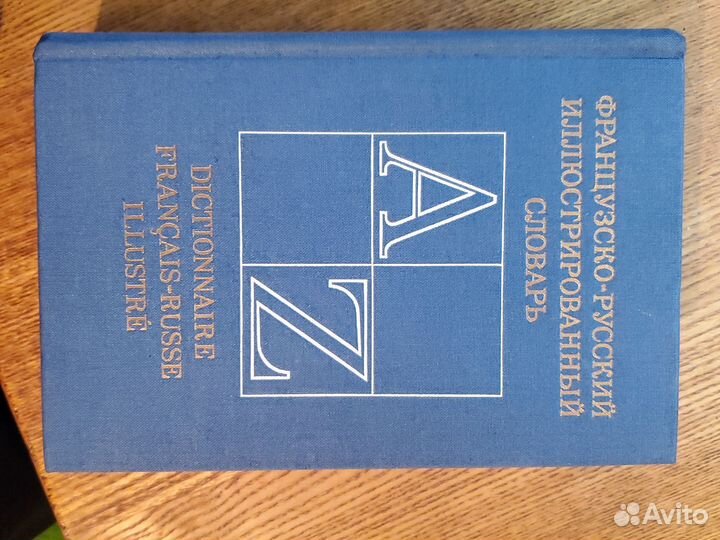 ФРАНЦУЗСКО-РУССКИЙ
ИЛЛЮСТРИРОВАННЫЙ
СЛОВАРЬ
A
Z
DICTIONNAIRE
FRANÇAIS-RUSSE
ILLUSTRÉ
Avito